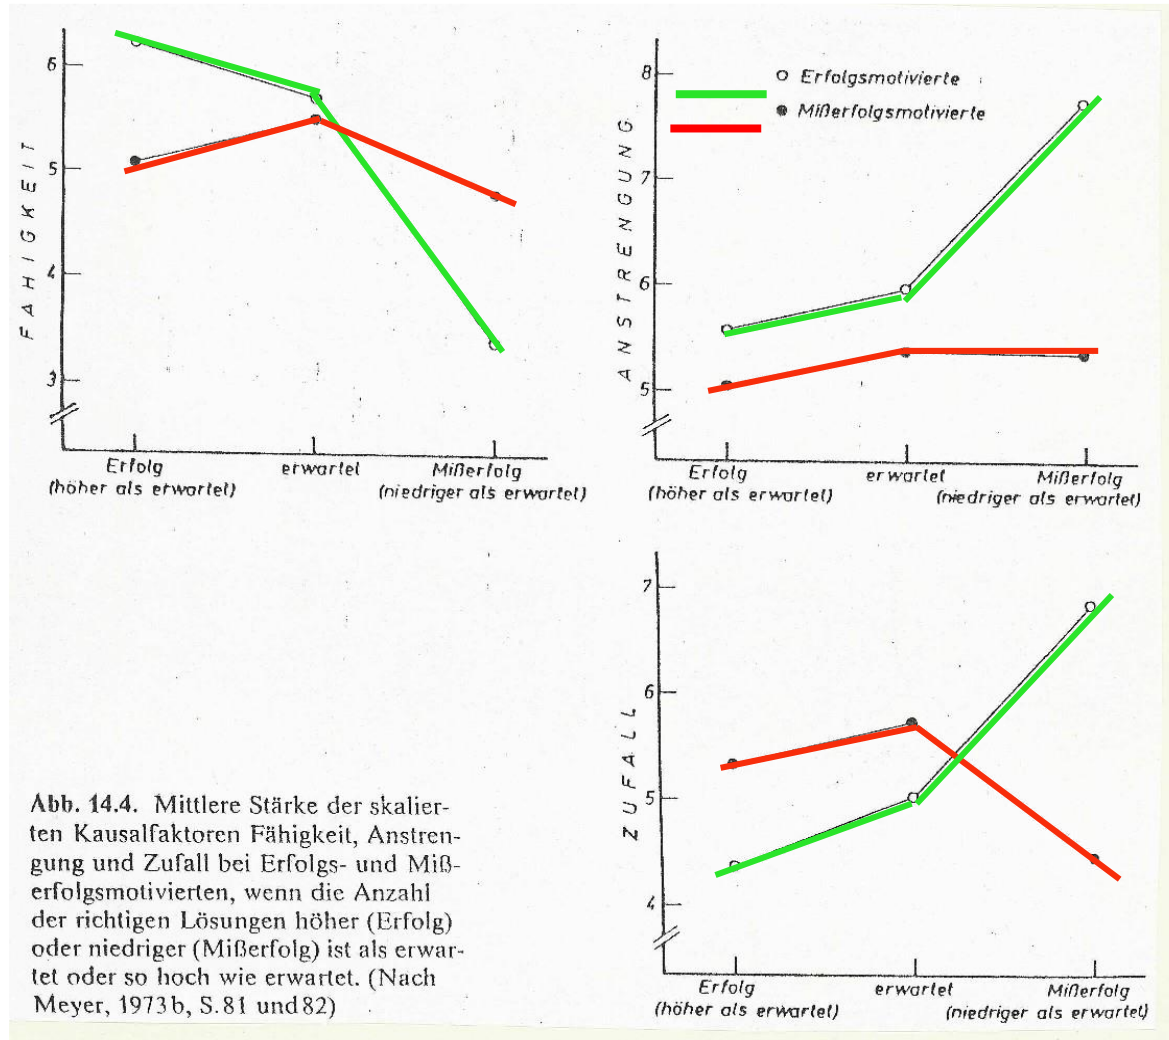 FÄHIGKEIT
6
5
4
3
Erfolg
(höher als erwartet)
erwartet
Mißerfolg
(niedriger als erwartet)
ANSTRENGUNG
8
7
6
5
Erfolgsmotivierte
Mißerfolgsmotivierte
Erfolg
(höher als erwartet)
erwartet
Mißerfolg
(niedriger als erwartet)
ZUFALL
7
6
5
4
Erfolg
(höher als erwartet)
erwartet
Mißerfolg
(niedriger als erwartet)
Abb. 14.4. Mittlere Stärke der skalier-
ten Kausalfaktoren Fähigkeit, Anstren-
gung und Zufall bei Erfolgs- und Miß-
erfolgsmotivierten, wenn die Anzahl
der richtigen Lösungen höher (Erfolg)
oder niedriger (Mißerfolg) ist als erwar-
tet oder so hoch wie erwartet. (Nach
Meyer, 1973b, S. 81 und 82)